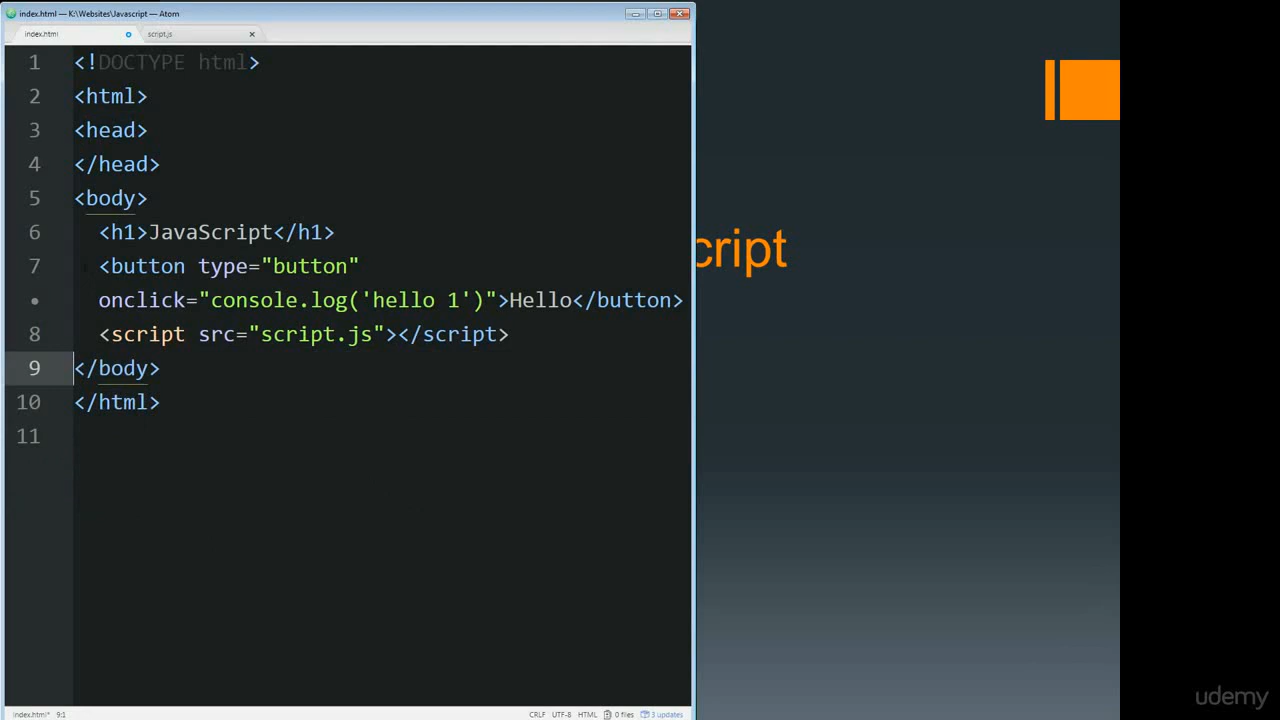 index.html — K:\Websites\Javascript — Atom
index.html
script.js
1 <!DOCTYPE html>
2 <html>
3 <head>
4 </head>
5 <body>
6 <h1>JavaScript</h1>
7 <button type="button"
• onclick="console.log('hello 1')">Hello</button>
8 <script src="script.js"></script>
9 </body>
10 </html>
11
cript
index.html* 9:1
CRLF UTF-8 HTML 0 files 3 updates
udemy